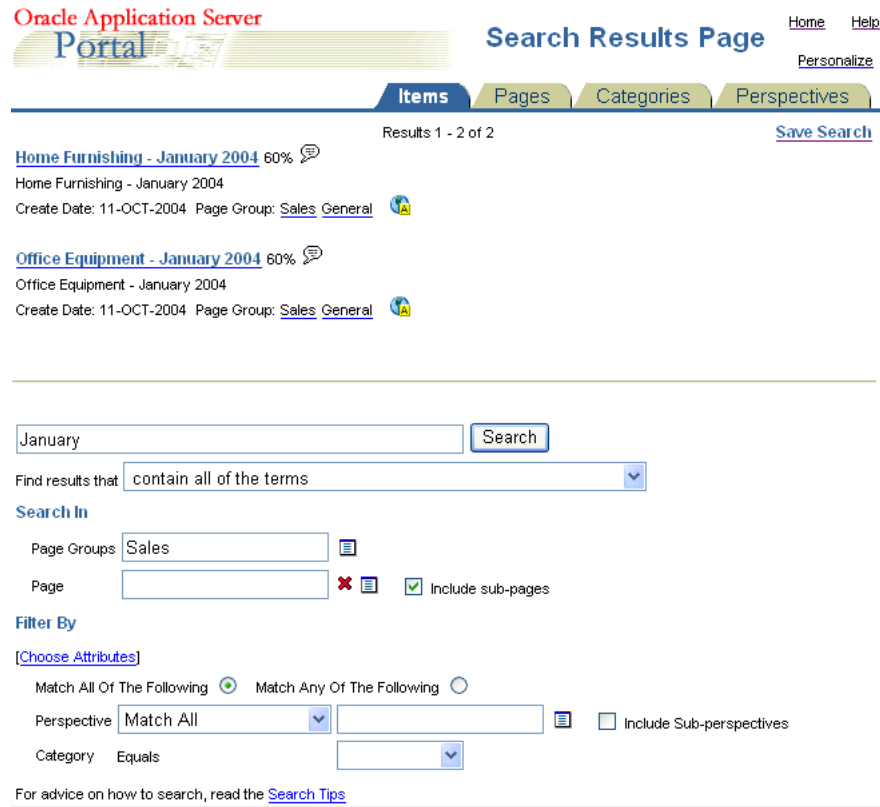 Oracle Application Server
Portal
Search Results Page
Home Help
Personalize
Items Pages Categories Perspectives
Results 1 - 2 of 2
Save Search
Home Furnishing - January 2004 60%
Home Furnishing - January 2004
Create Date: 11-OCT-2004 Page Group: Sales General
Office Equipment - January 2004 60%
Office Equipment - January 2004
Create Date: 11-OCT-2004 Page Group: Sales General
January Search
Find results that contain all of the terms
Search In
Page Groups Sales
Page Include sub-pages
Filter By
[Choose Attributes]
Match All Of The Following Match Any Of The Following
Perspective Match All Include Sub-perspectives
Category Equals
For advice on how to search, read the Search Tips